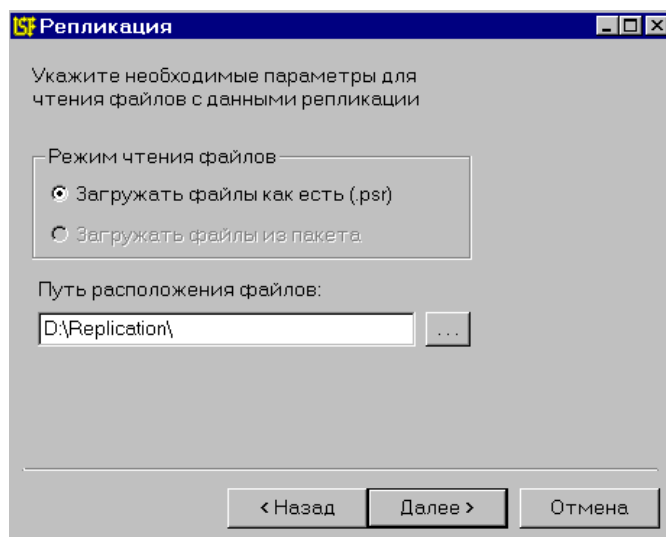 Репликация
Укажите необходимые параметры для
чтения файлов с данными репликации
Режим чтения файлов
Загружать файлы как есть (.psr)
Загружать файлы из пакета
Путь расположения файлов:
D:\Replication\
...
< Назад
Далее >
Отмена